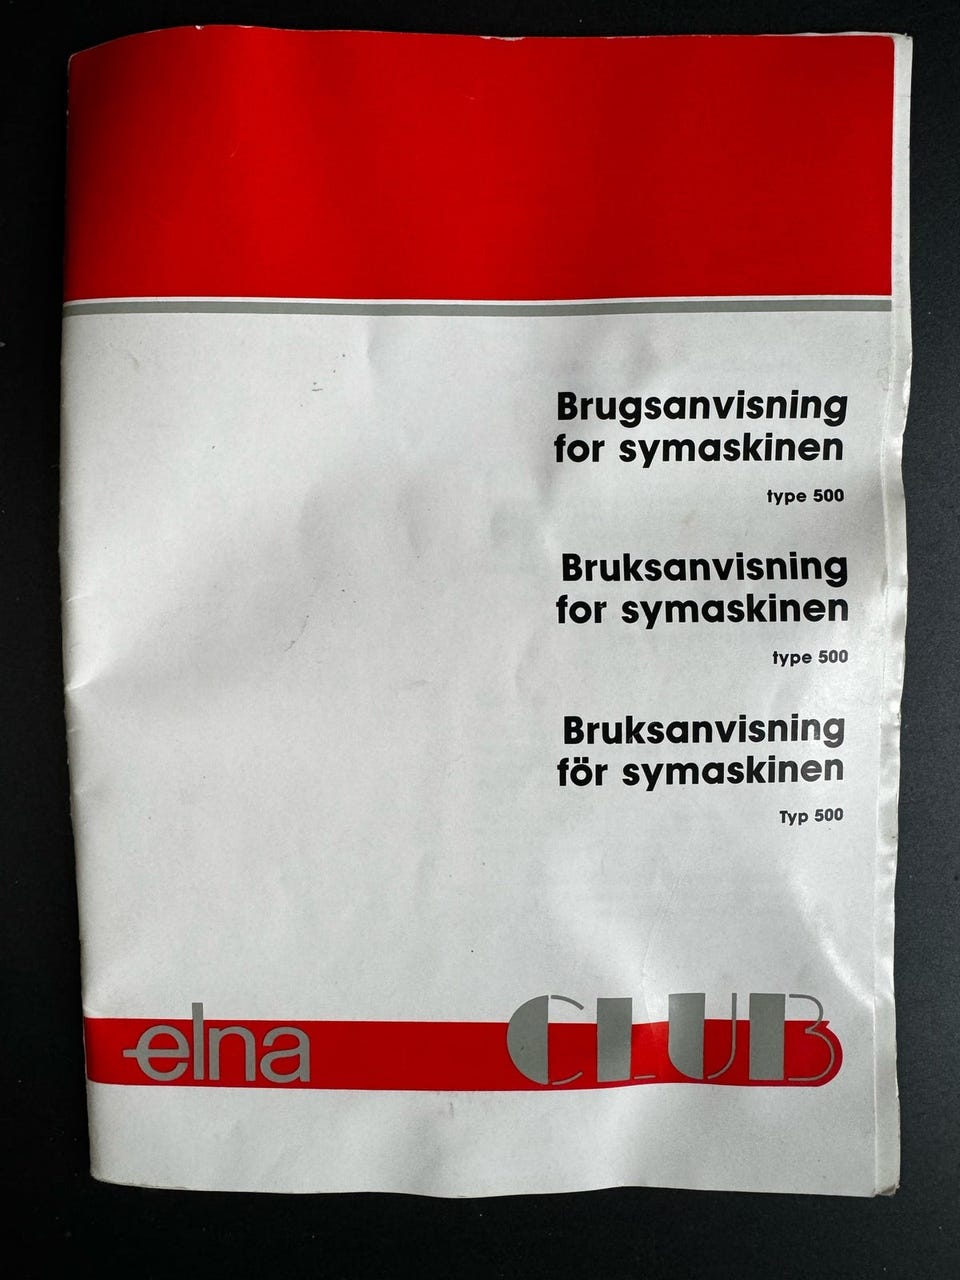 Brugsanvisning
for symaskinen
type 500
Bruksanvisning
for symaskinen
type 500
Bruksanvisning
för symaskinen
Typ 500
elna CLUB